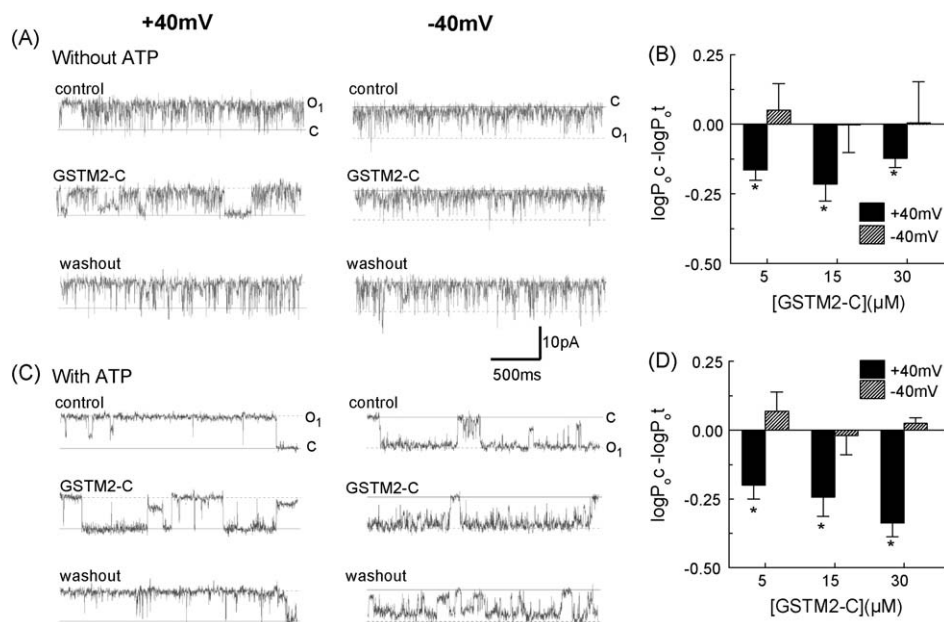 +40mV -40mV
(A) Without ATP
control O1 C
C O1
GSTM2-C GSTM2-C
washout washout
10pA
500ms
(B)
0.25
0.00
-0.25
-0.50
logPoc -logPot
* * *
+40mV
-40mV
5 15 30
[GSTM2-C](µM)
(C) With ATP
control control
O1 C
C O1
GSTM2-C GSTM2-C
washout washout
(D)
0.25
0.00
-0.25
-0.50
logPoc -logPot
* * *
+40mV
-40mV
5 15 30
[GSTM2-C](µM)